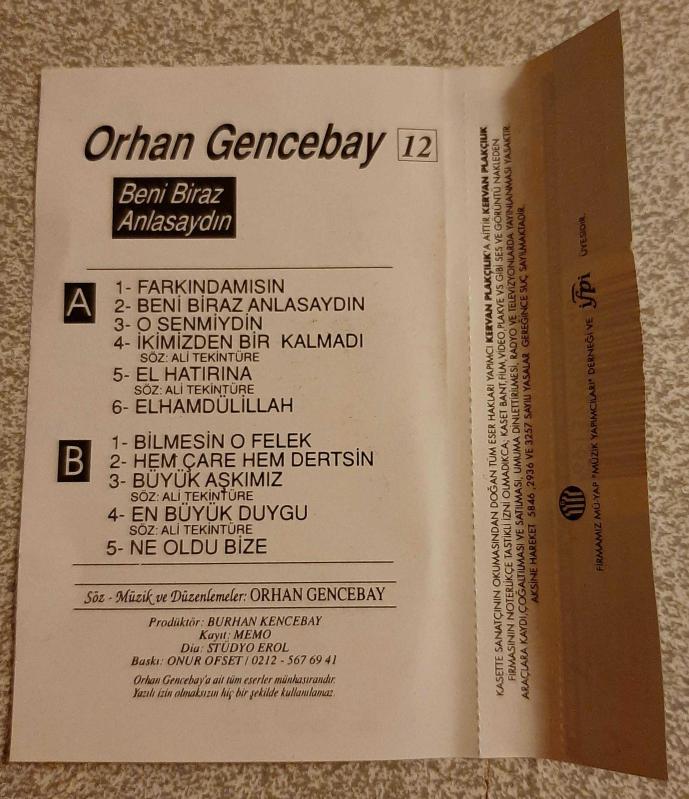 Orhan Gencebay 12
Beni Biraz
Anlasaydın
A
1- FARKINDAMISIN
2- BENİ BİRAZ ANLASAYDIN
3- O SENMİYDİN
4- İKİMİZDEN BİR KALMADI
SÖZ: ALİ TEKİNTÜRE
5- EL HATIRINA
SÖZ: ALİ TEKİNTÜRE
6- ELHAMDÜLİLLAH
B
1- BİLMESİN O FELEK
2- HEM ÇARE HEM DERTSİN
3- BÜYÜK AŞKIMIZ
SÖZ: ALİ TEKİNTÜRE
4- EN BÜYÜK DUYGU
SÖZ: ALİ TEKİNTÜRE
5- NE OLDU BİZE
Söz - Müzik ve Düzenlemeler: ORHAN GENCEBAY
Prodüktör: BURHAN KENCEBAY
Kayıt: MEMO
Dia: STÜDYO EROL
Baskı: ONUR OFSET / 0212 - 567 69 41
Orhan Gencebay'a ait tüm eserler münhasırandır.
Yazılı izin olmaksızın hiç bir şekilde kullanılamaz.
KASETTE SANATÇININ OKUMASINDAN DOĞAN TÜM ESER HAKLARI YAPIMCI KERVAN PLAKÇILIK'A AİTTİR. KERVAN PLAKÇILIK
FİRMASININ NOTERLİKÇE TASTİKLİ İZNİ OLMADIKCA, KASET BANT, FİLM, VİDEO, PLAK VE VS GİBİ SES VE GÖRÜNTÜ NAKLEDEN
ARAÇLARA KAYDI, ÇOĞALTILMASI VE SATILMASI, UMUMA DİNLETTİRİLMESİ, RADYO VE TELEVİZYONLARDA YAYINLANMASI YASAKTIR.
AKSİNE HAREKET 5846 ,2936 VE 3257 SAYILI YASALAR GEREĞİNCE SUÇ SAYILMAKTADIR.
FİRMAMIZ MÜ-YAP "MÜZİK YAPIMCILARI" DERNEĞİ VE ifpi ÜYESİDİR.